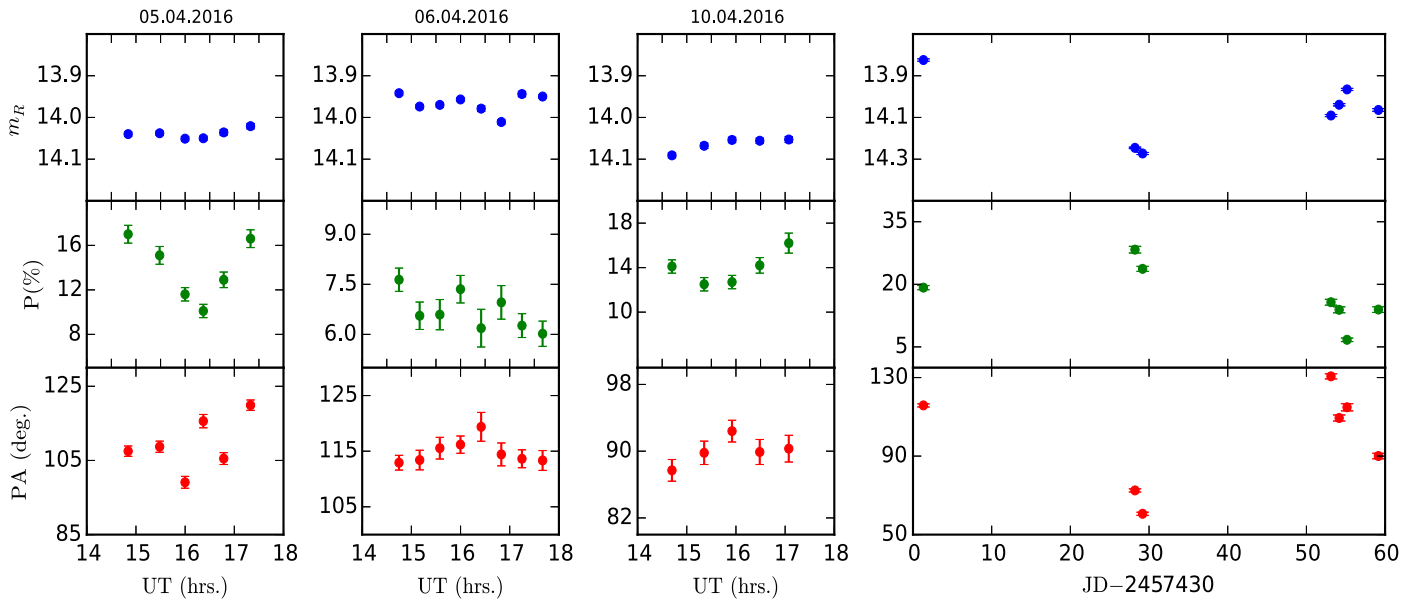 05.04.2016 06.04.2016 10.04.2016
m_R 13.9 14.0 14.1 13.9 14.0 14.1 13.9 14.0 14.1 13.9 14.1 14.3
P(%) 16 12 8 9.0 7.5 6.0 18 14 10 35 20 5
PA (deg.) 125 105 85 125 115 105 98 90 82 130 90 50
14 15 16 17 18 14 15 16 17 18 14 15 16 17 18 0 10 20 30 40 50 60
UT (hrs.) UT (hrs.) UT (hrs.) JD−2457430